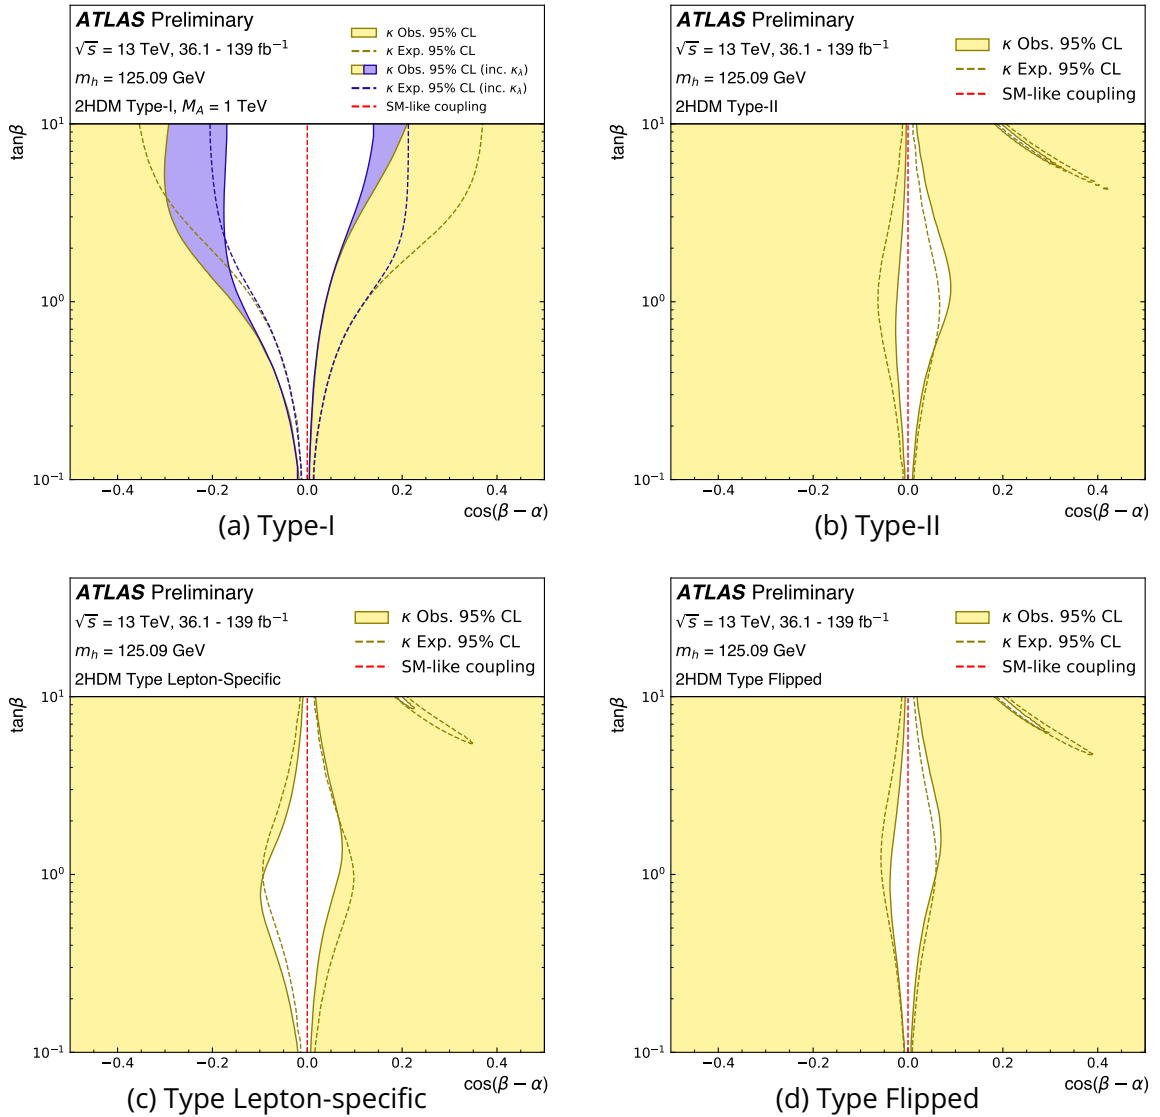 ATLAS Preliminary
√s = 13 TeV, 36.1 - 139 fb⁻¹
m_h = 125.09 GeV
2HDM Type-I, M_A = 1 TeV
κ Obs. 95% CL
κ Exp. 95% CL
κ Obs. 95% CL (inc. κ_λ)
κ Exp. 95% CL (inc. κ_λ)
SM-like coupling
tanβ
10¹
10⁰
10⁻¹
−0.4 −0.2 0.0 0.2 0.4
cos(β − α)
(a) Type-I
ATLAS Preliminary
√s = 13 TeV, 36.1 - 139 fb⁻¹
m_h = 125.09 GeV
2HDM Type-II
κ Obs. 95% CL
κ Exp. 95% CL
SM-like coupling
tanβ
10¹
10⁰
10⁻¹
−0.4 −0.2 0.0 0.2 0.4
cos(β − α)
(b) Type-II
ATLAS Preliminary
√s = 13 TeV, 36.1 - 139 fb⁻¹
m_h = 125.09 GeV
2HDM Type Lepton-Specific
κ Obs. 95% CL
κ Exp. 95% CL
SM-like coupling
tanβ
10¹
10⁰
10⁻¹
−0.4 −0.2 0.0 0.2 0.4
cos(β − α)
(c) Type Lepton-specific
ATLAS Preliminary
√s = 13 TeV, 36.1 - 139 fb⁻¹
m_h = 125.09 GeV
2HDM Type Flipped
κ Obs. 95% CL
κ Exp. 95% CL
SM-like coupling
tanβ
10¹
10⁰
10⁻¹
−0.4 −0.2 0.0 0.2 0.4
cos(β − α)
(d) Type Flipped